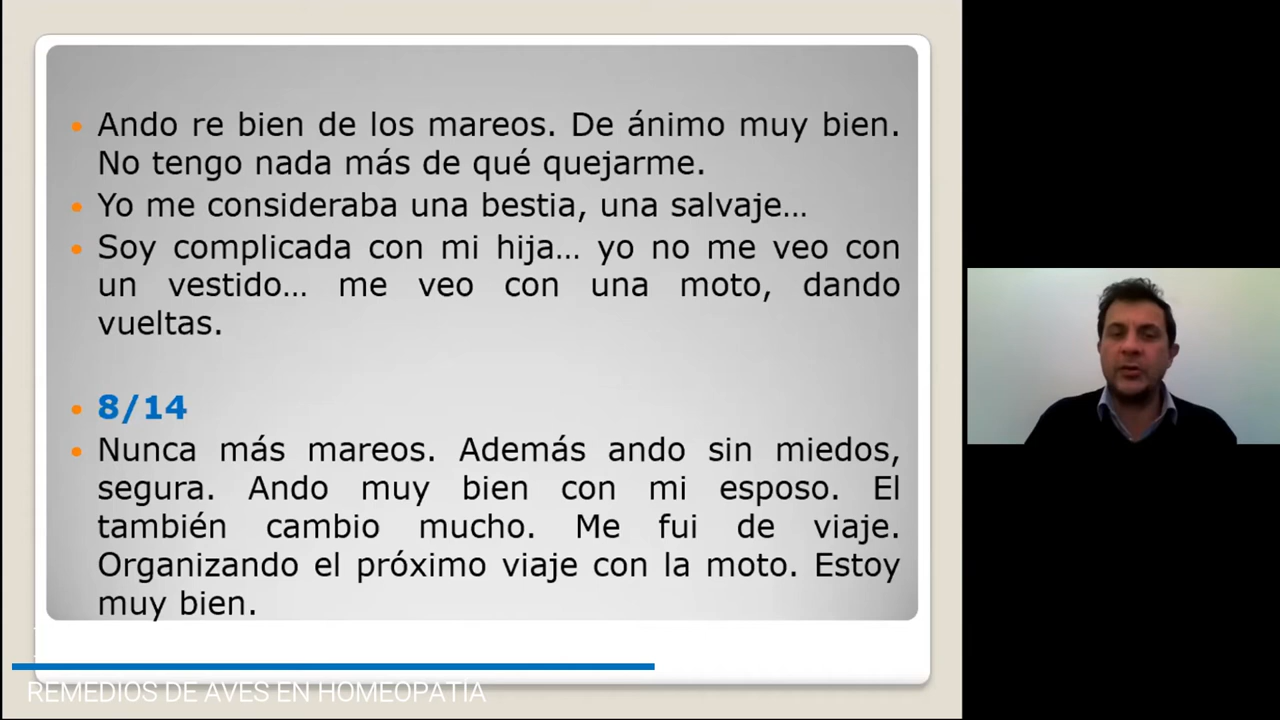 Ando re bien de los mareos. De ánimo muy bien.
No tengo nada más de qué quejarme.
Yo me consideraba una bestia, una salvaje…
Soy complicada con mi hija… yo no me veo con
un vestido… me veo con una moto, dando
vueltas.
8/14
Nunca más mareos. Además ando sin miedos,
segura. Ando muy bien con mi esposo. El
también cambio mucho. Me fui de viaje.
Organizando el próximo viaje con la moto. Estoy
muy bien.
REMEDIOS DE AVES EN HOMEOPATIA